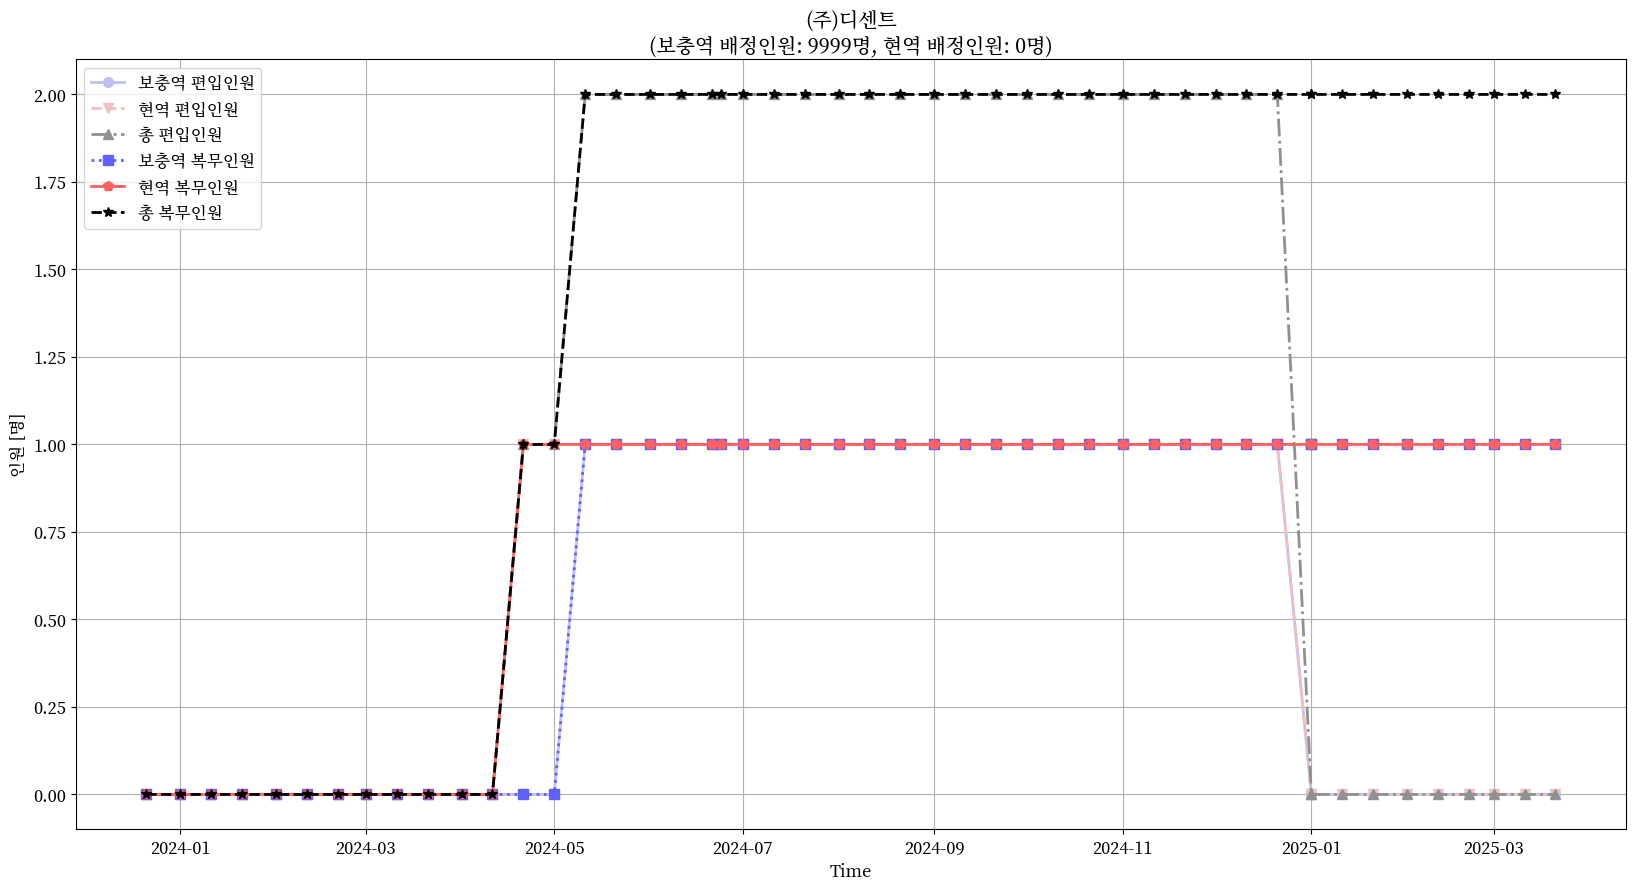 (주)디센트
(보충역 배정인원: 9999명, 현역 배정인원: 0명)
보충역 편입인원
현역 편입인원
총 편입인원
보충역 복무인원
현역 복무인원
총 복무인원
2.00
1.75
1.50
1.25
1.00
0.75
0.50
0.25
0.00
인원 [명]
2024-01
2024-03
2024-05
2024-07
2024-09
2024-11
2025-01
2025-03
Time